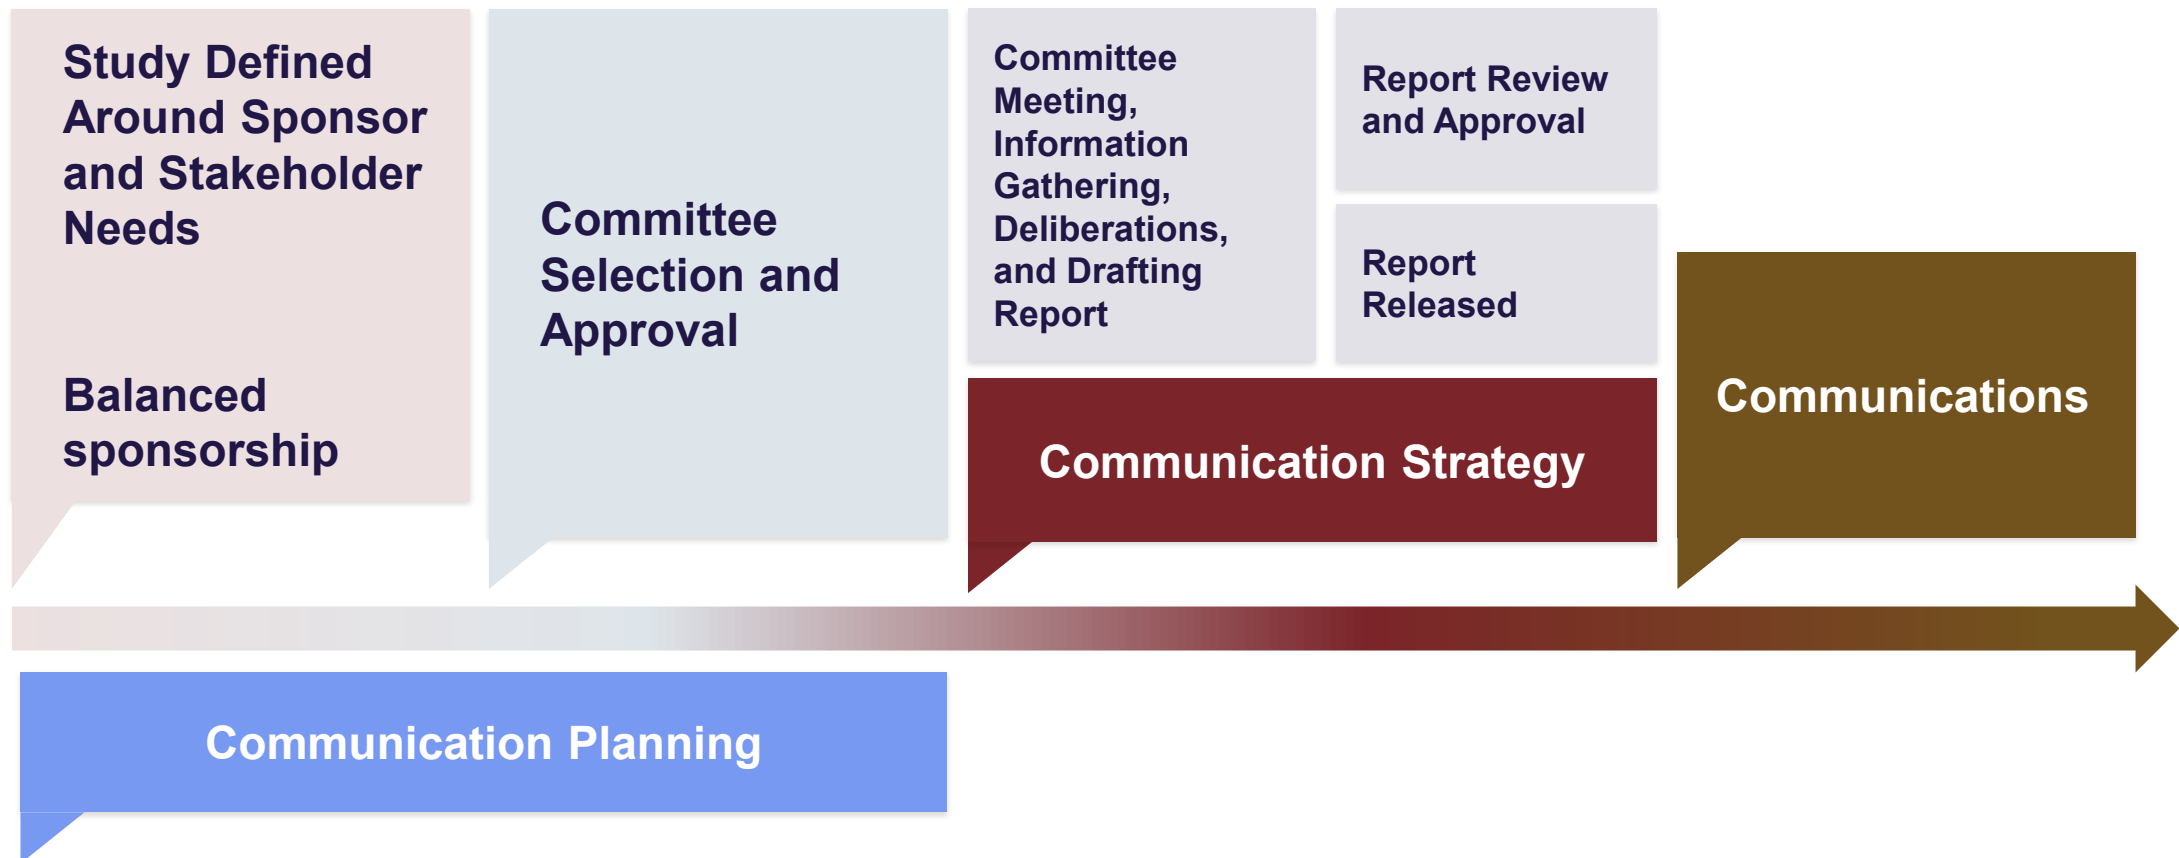 Study Defined
Around Sponsor
and Stakeholder
Needs
Balanced
sponsorship
Committee
Selection and
Approval
Committee
Meeting,
Information
Gathering,
Deliberations,
and Drafting
Report
Report Review
and Approval
Report
Released
Communication Strategy
Communications
Communication Planning